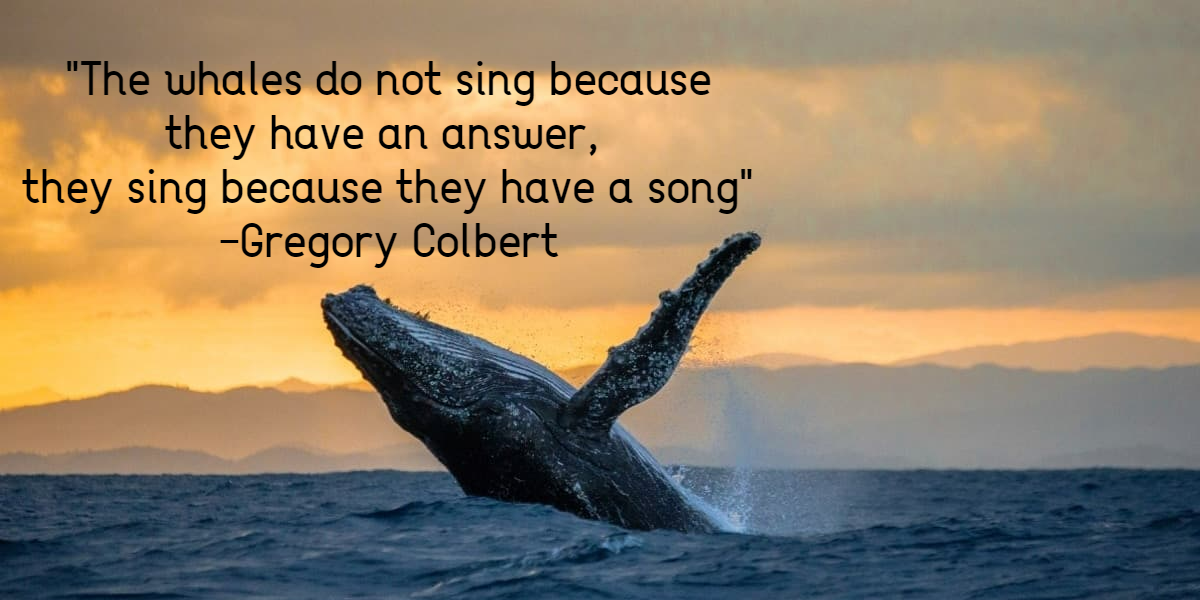 "The whales do not sing because
they have an answer,
they sing because they have a song"
-Gregory Colbert